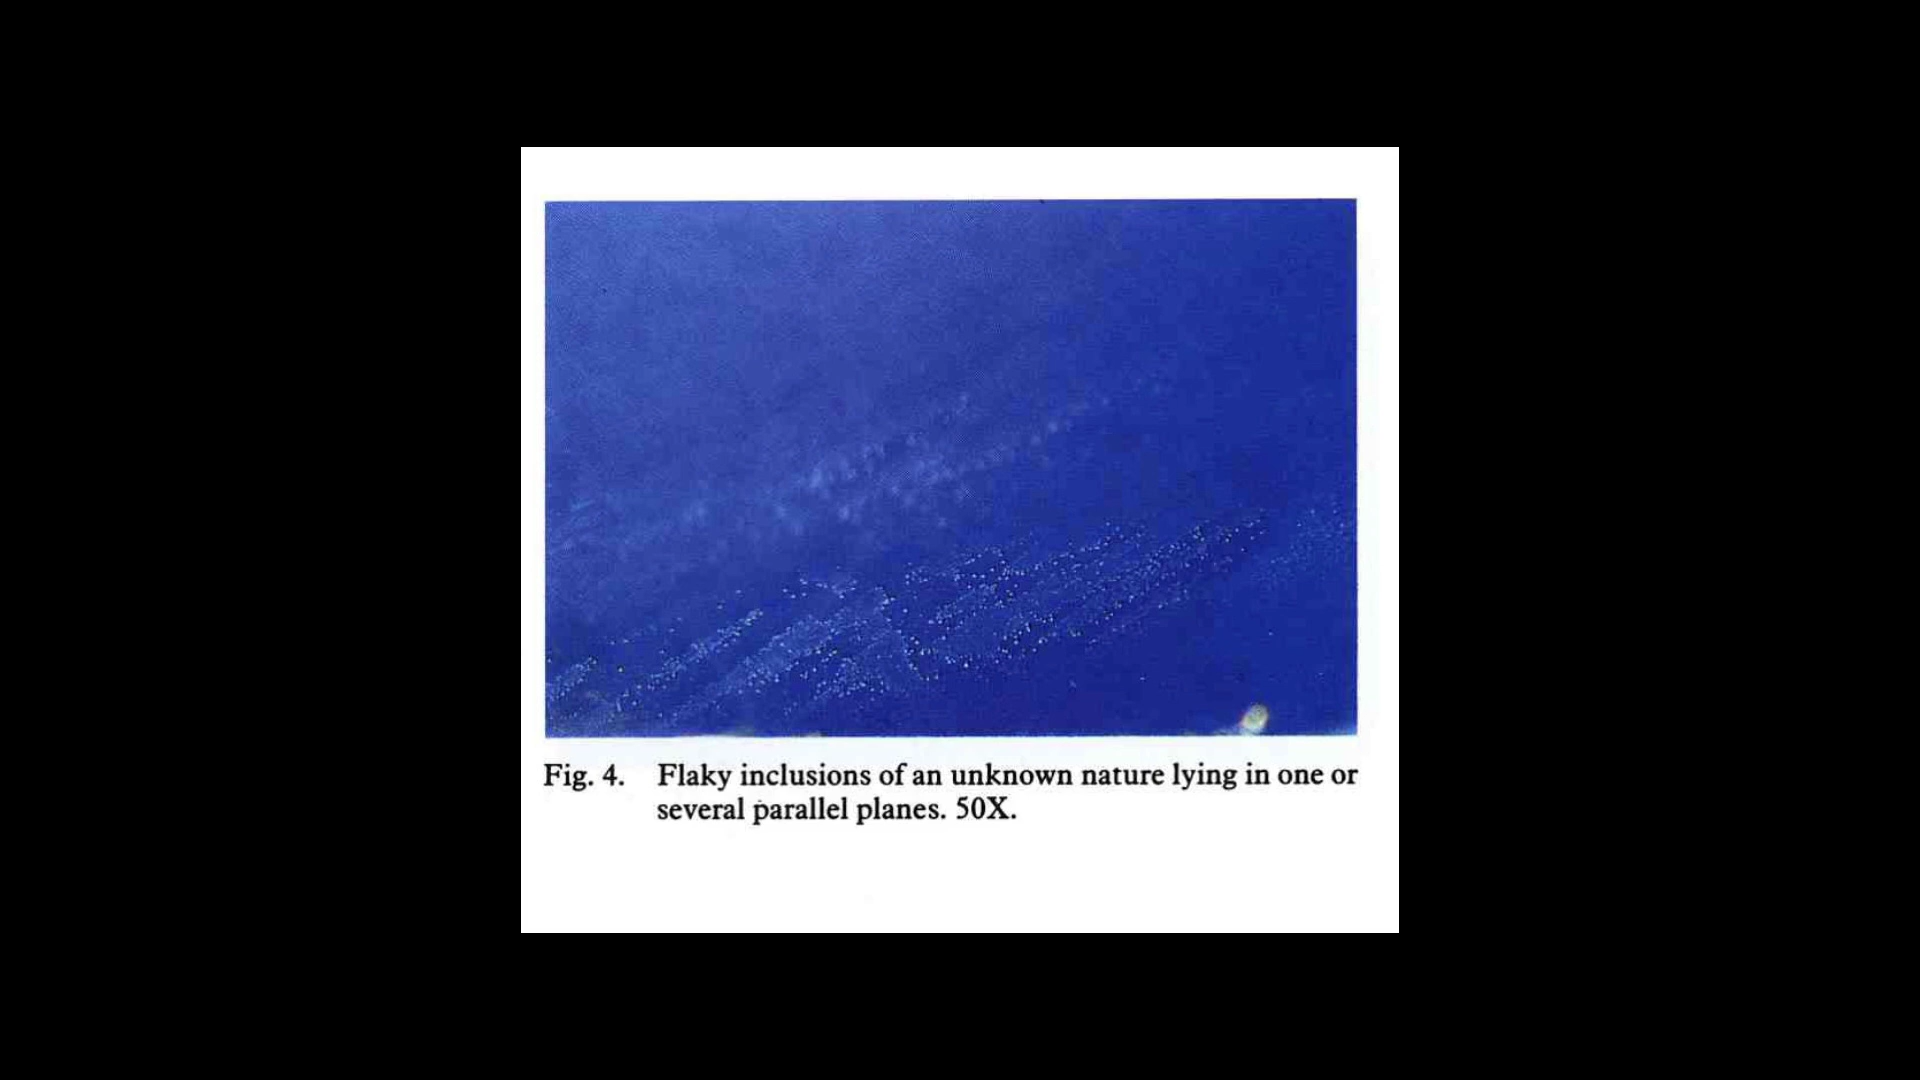 Fig. 4. Flaky inclusions of an unknown nature lying in one or
several parallel planes. 50X.